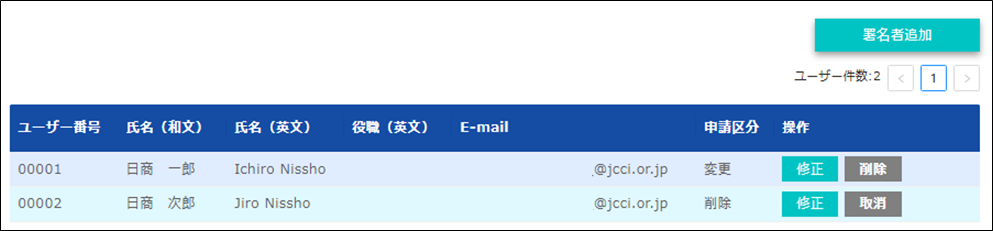 署名者追加
ユーザー件数:2 < 1 >
ユーザー番号 氏名（和文） 氏名（英文） 役職（英文） E-mail 申請区分 操作
00001 日商　一郎 Ichiro Nissho @jcci.or.jp 変更 修正 削除
00002 日商　次郎 Jiro Nissho @jcci.or.jp 削除 修正 取消